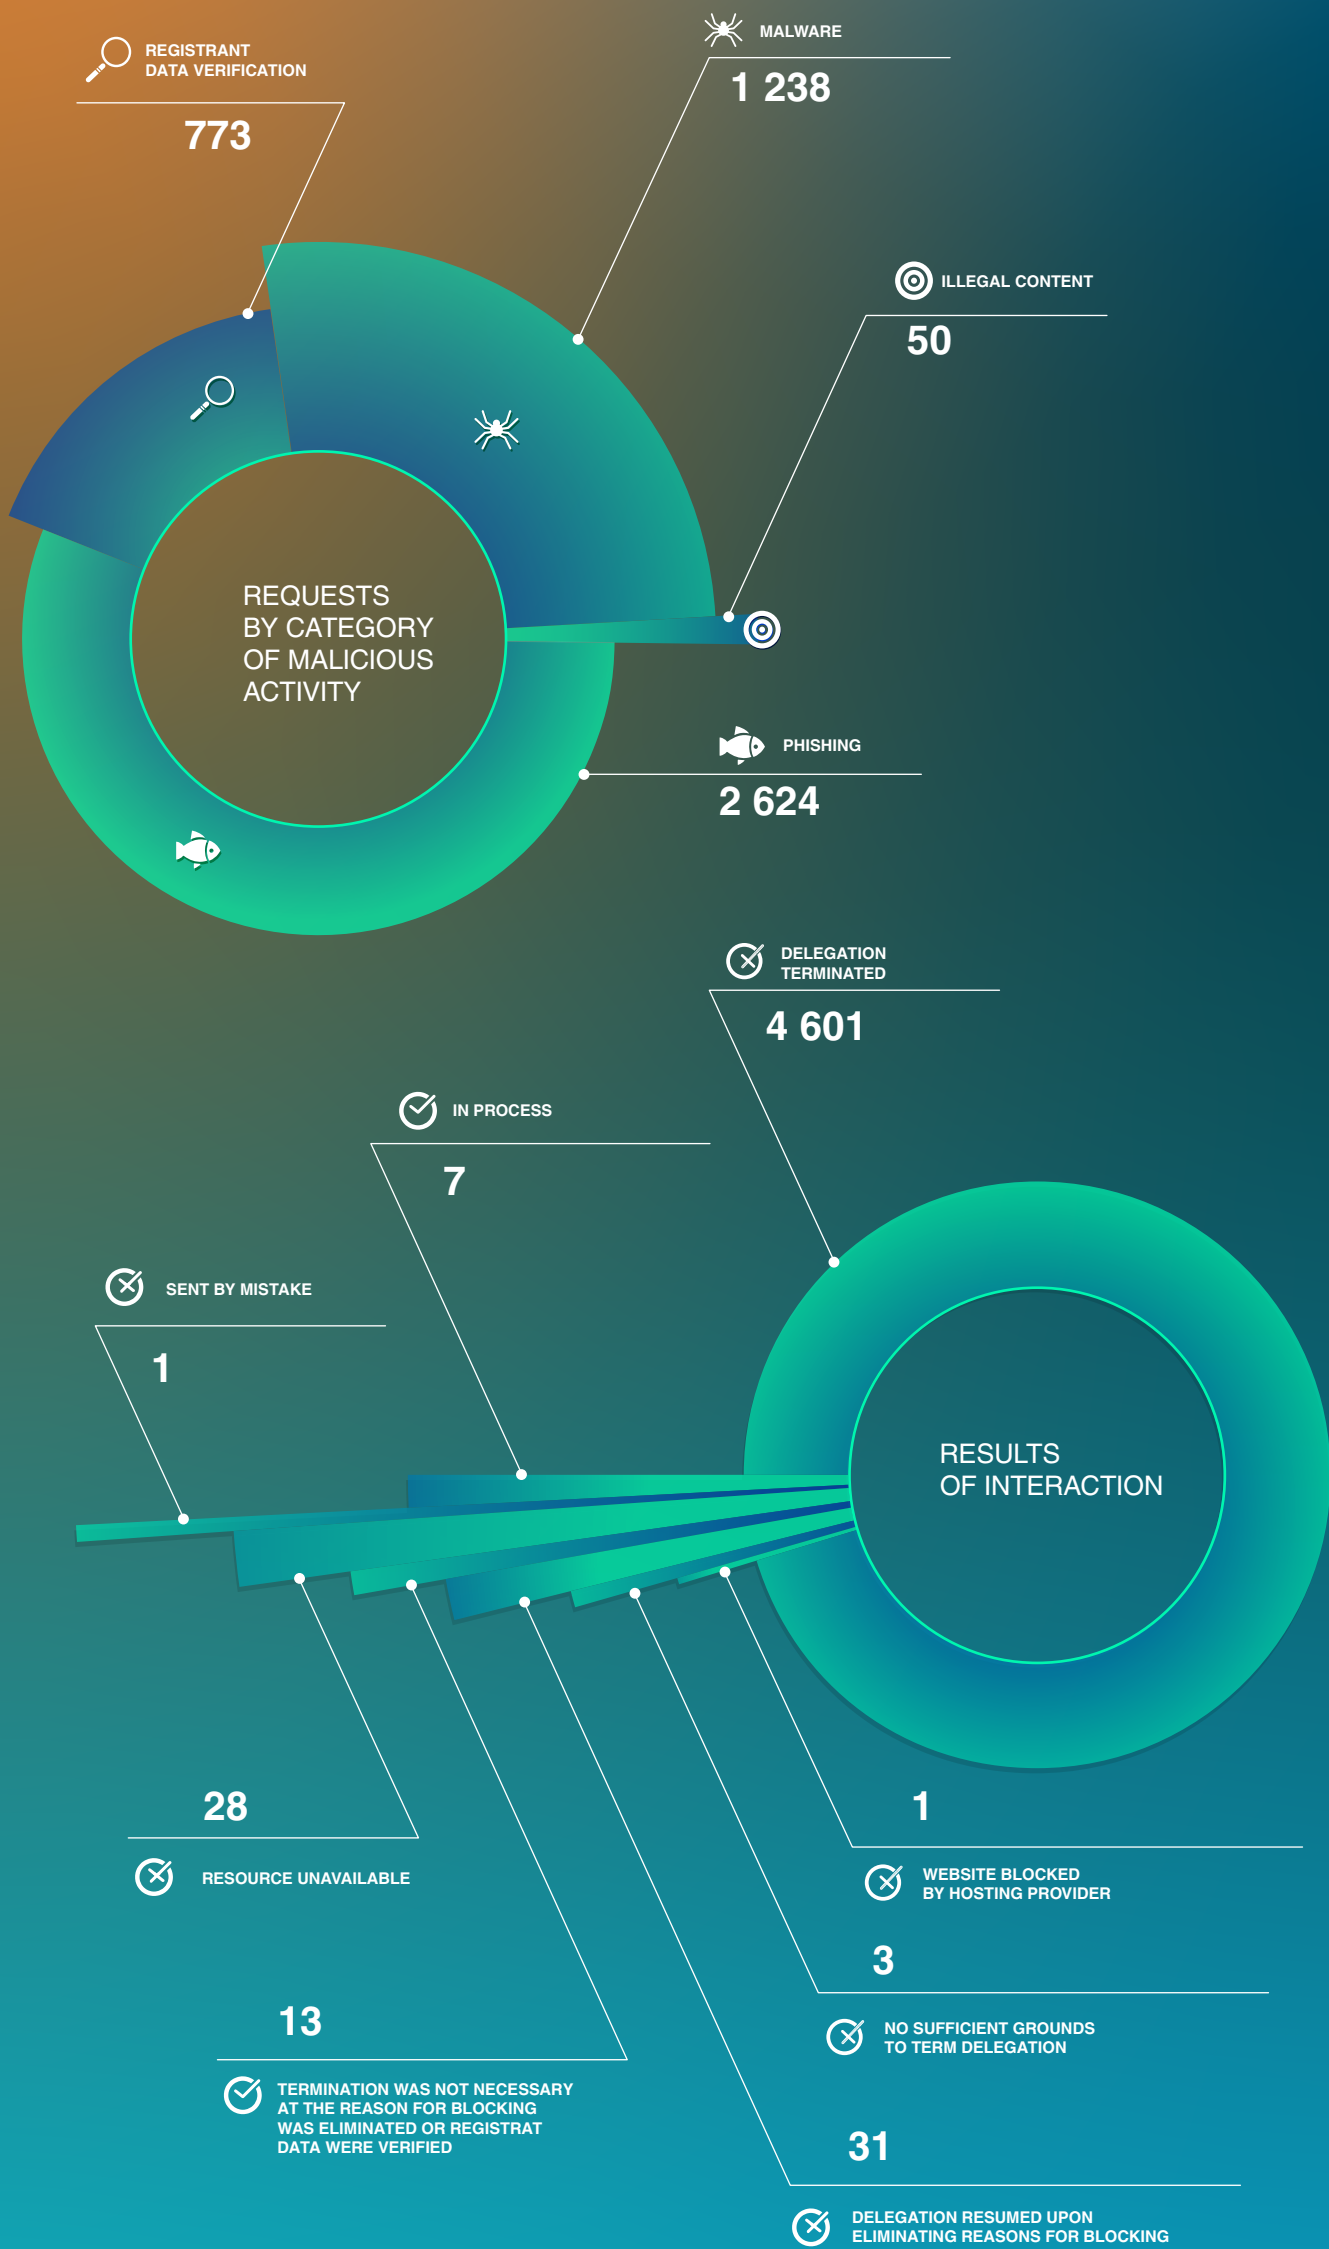 REGISTRANT
DATA VERIFICATION
773
MALWARE
1 238
ILLEGAL CONTENT
50
REQUESTS
BY CATEGORY
OF MALICIOUS
ACTIVITY
PHISHING
2 624
DELEGATION
TERMINATED
4 601
IN PROCESS
7
SENT BY MISTAKE
1
RESULTS
OF INTERACTION
28
RESOURCE UNAVAILABLE
1
WEBSITE BLOCKED
BY HOSTING PROVIDER
3
NO SUFFICIENT GROUNDS
TO TERM DELEGATION
13
TERMINATION WAS NOT NECESSARY
AT THE REASON FOR BLOCKING
WAS ELIMINATED OR REGISTRAT
DATA WERE VERIFIED
31
DELEGATION RESUMED UPON
ELIMINATING REASONS FOR BLOCKING